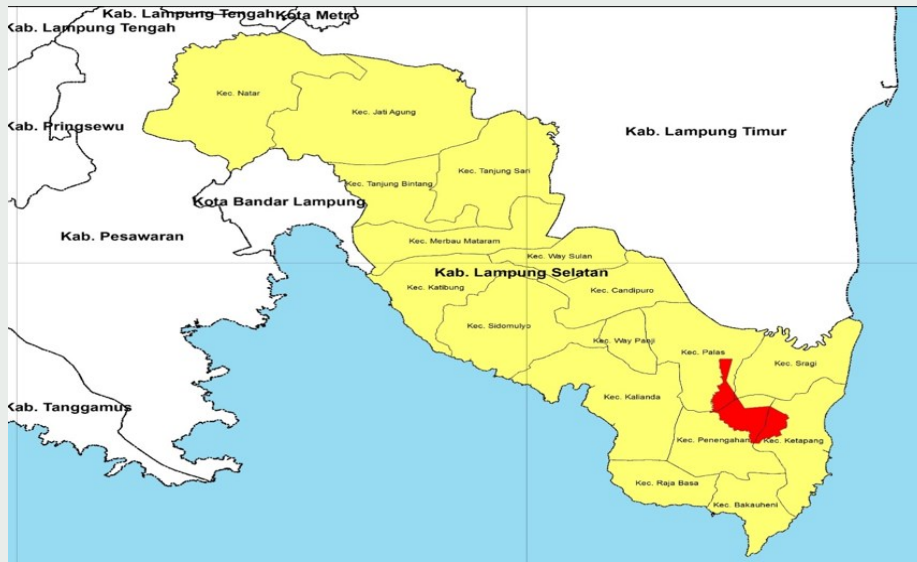 Kab. Lampung Tengah
Kota Metro
Kab. Lampung Tengah
Kec. Natar
Kec. Jati Agung
Kab. Pringsewu
Kab. Lampung Timur
Kec. Tanjung Sari
Kec. Tanjung Bintang
Kota Bandar Lampung
Kab. Pesawaran
Kec. Merbau Mataram
Kec. Way Sulan
Kab. Lampung Selatan
Kec. Katibung
Kec. Candipuro
Kec. Sidomulyo
Kec. Way Panji
Kec. Palas
Kec. Sragi
Kec. Kalianda
Kab. Tanggamus
Kec. Penengahan
Kec. Ketapang
Kec. Raja Basa
Kec. Bakauheni